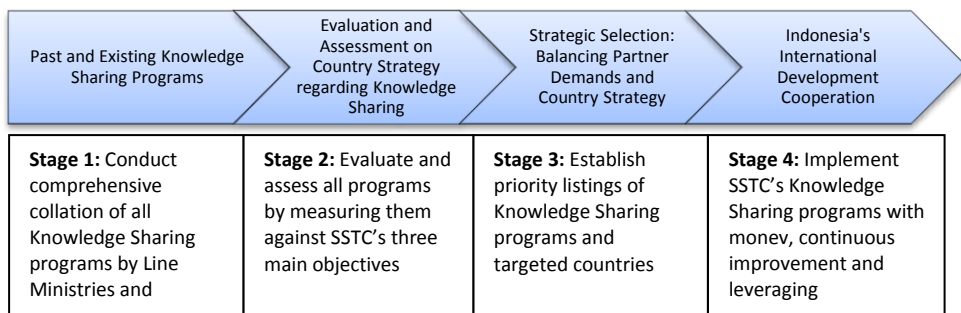 Past and Existing Knowledge
Sharing Programs
Evaluation and
Assessment on
Country Strategy
regarding Knowledge
Sharing
Strategic Selection:
Balancing Partner
Demands and
Country Strategy
Indonesia's
International
Development
Cooperation
Stage 1: Conduct
comprehensive
collation of all
Knowledge Sharing
programs by Line
Ministries and
Stage 2: Evaluate and
assess all programs
by measuring them
against SSTC’s three
main objectives
Stage 3: Establish
priority listings of
Knowledge Sharing
programs and
targeted countries
Stage 4: Implement
SSTC’s Knowledge
Sharing programs with
monev, continuous
improvement and
leveraging